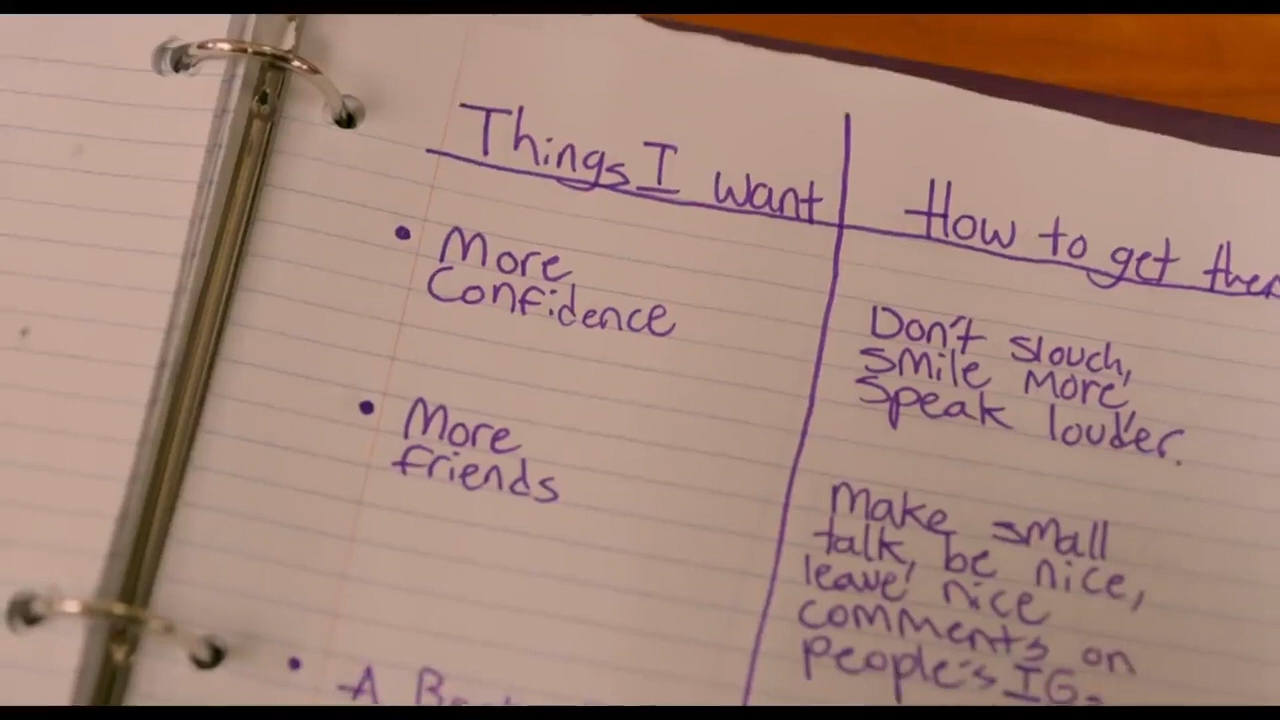 Things I want
How to get
• More
Confidence
Don't slouch,
smile more,
speak louder.
• More
friends
Make small
talk, be nice,
leave nice
comments on
people's IG.
• A